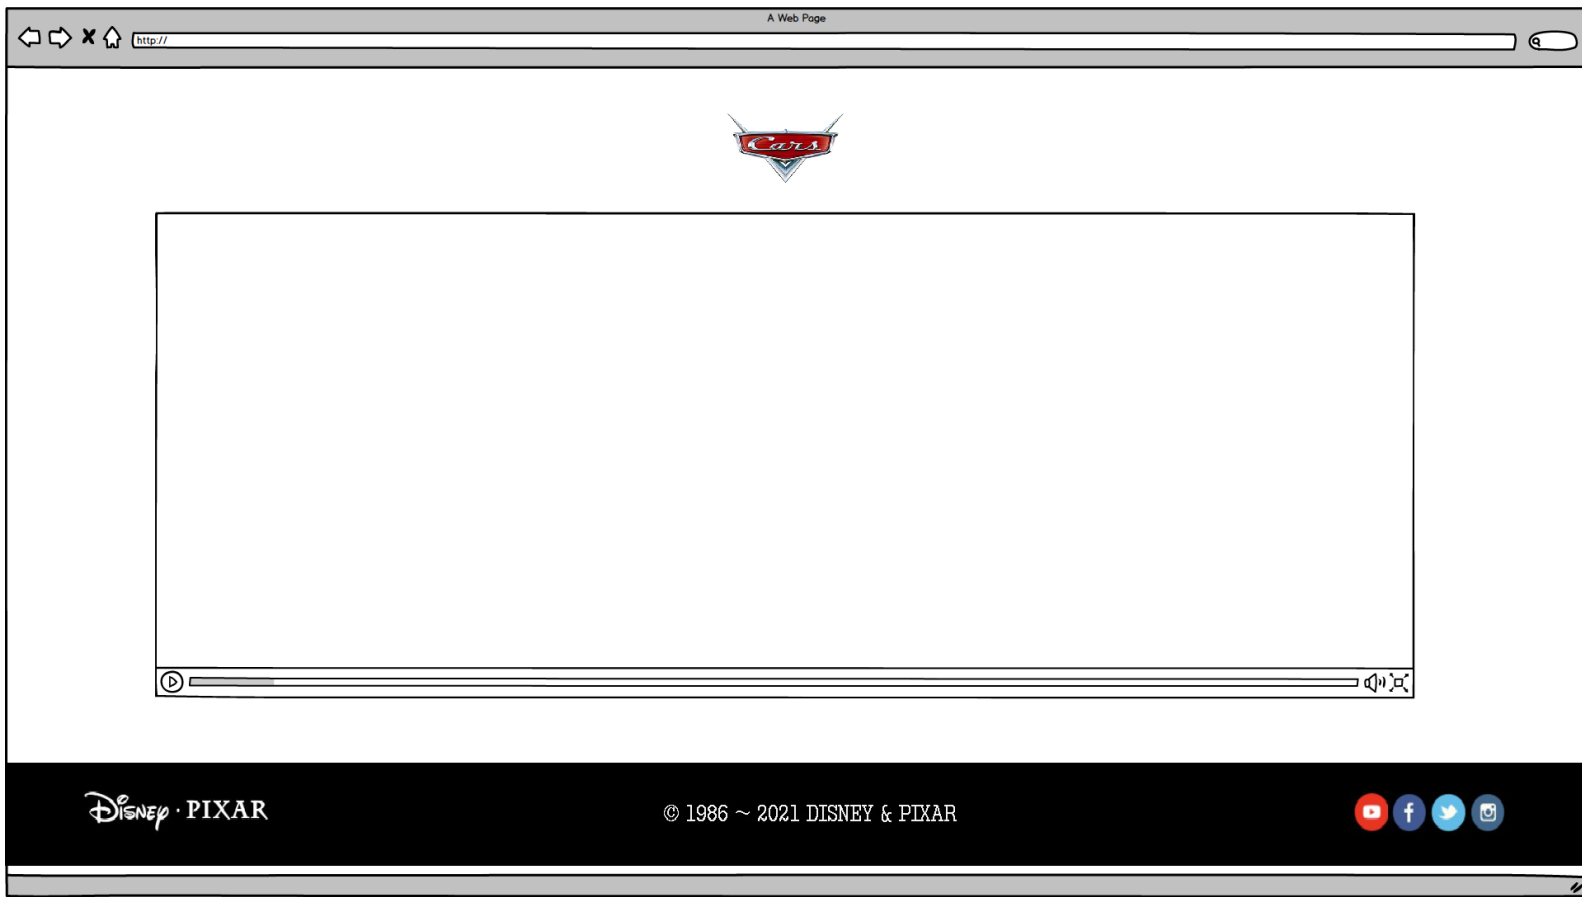 A Web Page
http://
Cars
Disney · PIXAR
© 1986 ~ 2021 DISNEY & PIXAR